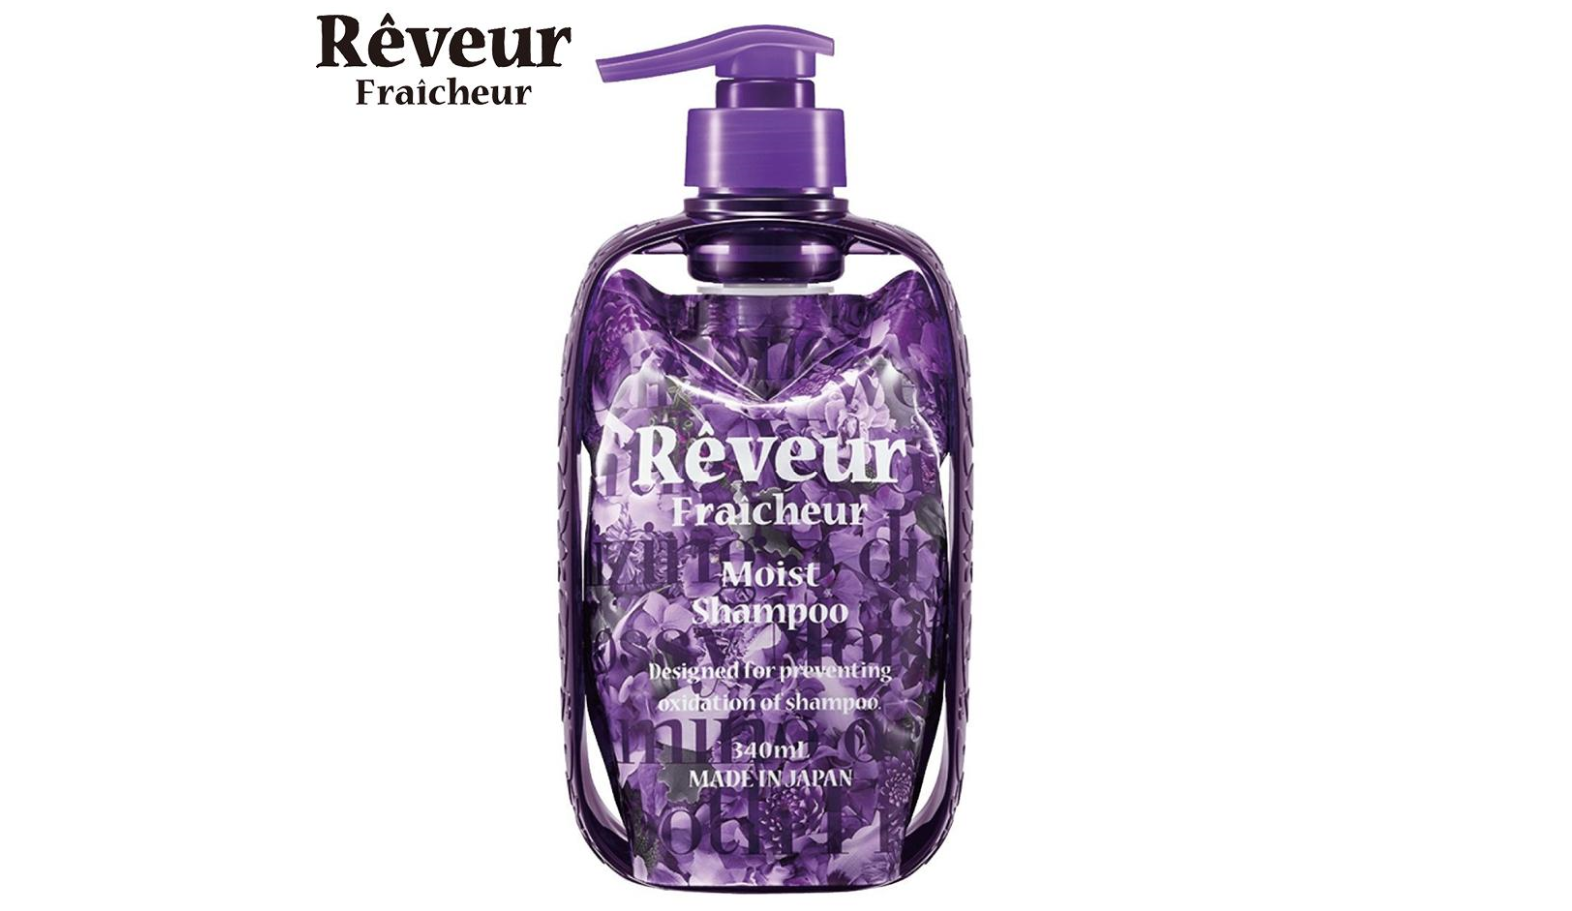 Rêveur
Fraîcheur
Rêveur
Fraîcheur
Moist
Shampoo
Designed for preventing
oxidation of shampoo.
340mL
MADE IN JAPAN